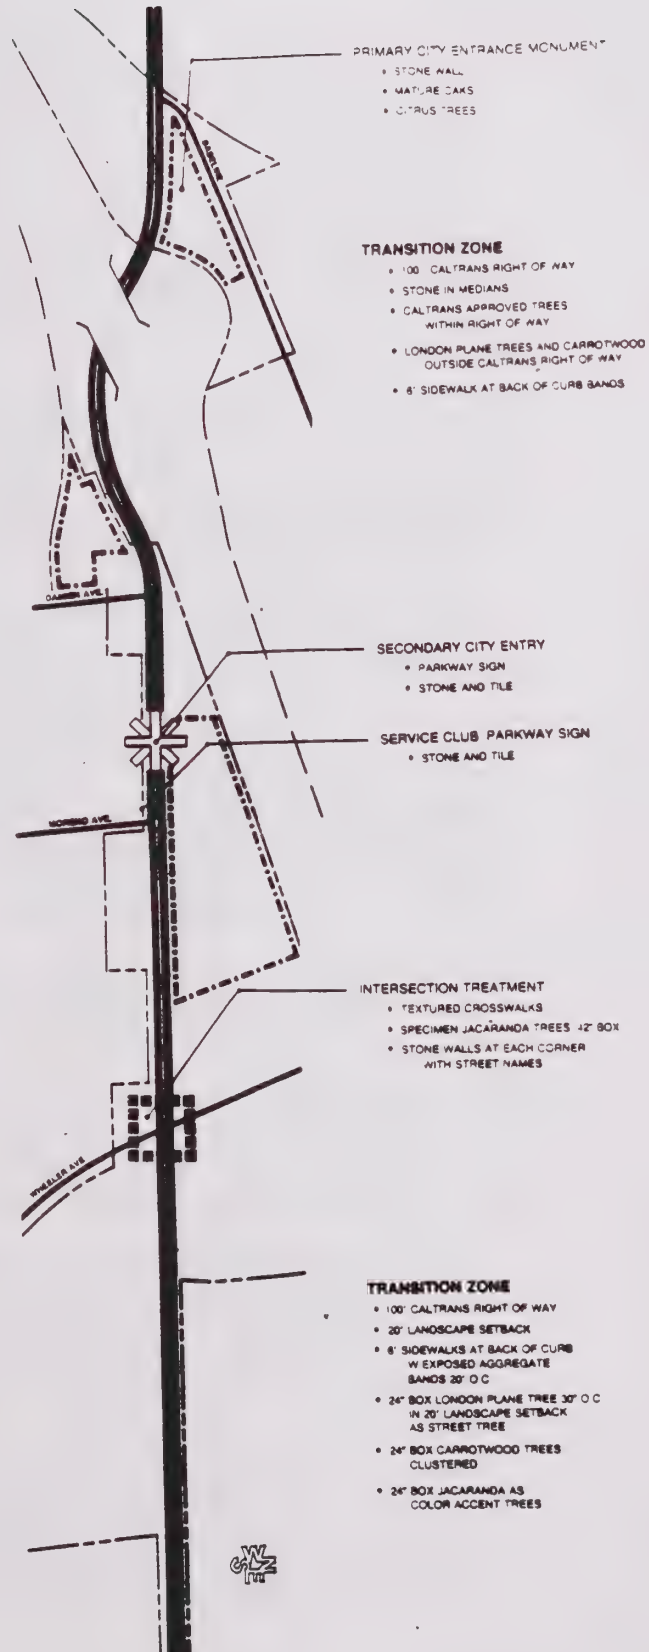 PRIMARY CITY ENTRANCE MONUMENT
• STONE WALL
• MATURE OAKS
• CITRUS TREES
TRANSITION ZONE
• 100' CALTRANS RIGHT OF WAY
• STONE IN MEDIANS
• CALTRANS APPROVED TREES
WITHIN RIGHT OF WAY
• LONDON PLANE TREES AND CARROTWOOD
OUTSIDE CALTRANS RIGHT OF WAY
• 6' SIDEWALK AT BACK OF CURB BANDS
SECONDARY CITY ENTRY
• PARKWAY SIGN
• STONE AND TILE
SERVICE CLUB PARKWAY SIGN
• STONE AND TILE
MORENO AVE.
INTERSECTION TREATMENT
• TEXTURED CROSSWALKS
• SPECIMEN JACARANDA TREES 42" BOX
• STONE WALLS AT EACH CORNER
WITH STREET NAMES
WHEELER AVE
TRANSITION ZONE
• 100' CALTRANS RIGHT OF WAY
• 20' LANDSCAPE SETBACK
• 6' SIDEWALKS AT BACK OF CURB
W EXPOSED AGGREGATE
BANDS 20' O C
• 24" BOX LONDON PLANE TREE 30" O C
IN 20' LANDSCAPE SETBACK
AS STREET TREE
• 24" BOX CARROTWOOD TREES
CLUSTERED
• 24" BOX JACARANDA AS
COLOR ACCENT TREES
N
W
S
E